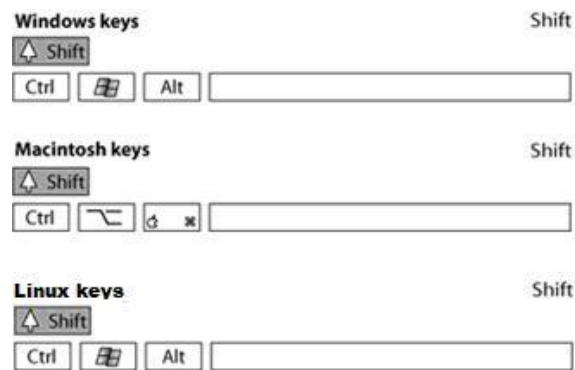 Windows keys Shift
Shift
Ctrl Alt
Macintosh keys Shift
Shift
Ctrl ⌘
Linux keys Shift
Shift
Ctrl Alt